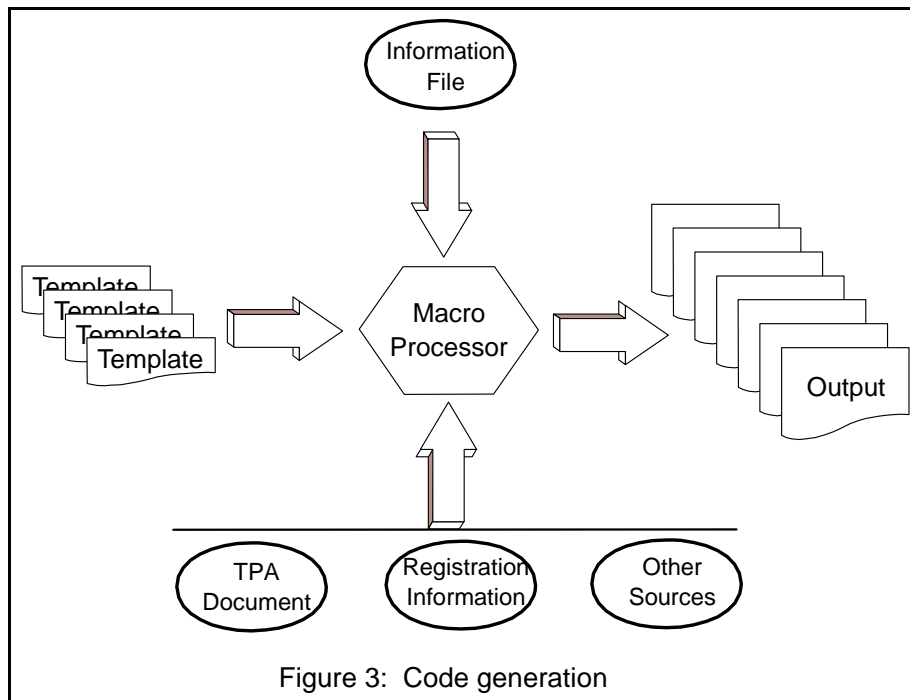 Information
File
Template
Template
Template
Template
Macro
Processor
Output
TPA
Document
Registration
Information
Other
Sources
Figure 3: Code generation